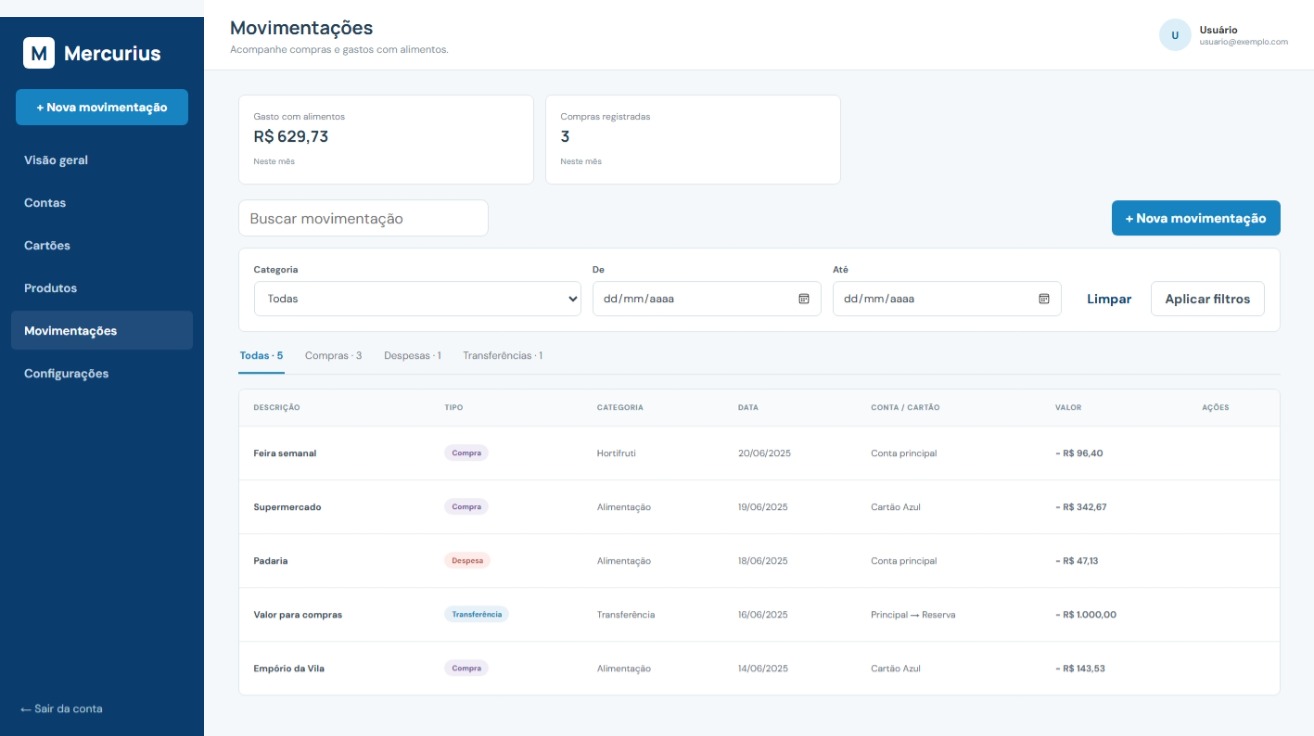 M Mercurius
+ Nova movimentação
Visão geral
Contas
Cartões
Produtos
Movimentações
Configurações
← Sair da conta
Movimentações
Acompanhe compras e gastos com alimentos.
U
Usuário
usuario@exemplo.com
Gasto com alimentos
R$ 629,73
Neste mês
Compras registradas
3
Neste mês
Buscar movimentação
+ Nova movimentação
Categoria De Até
Todas dd/mm/aaaa dd/mm/aaaa Limpar Aplicar filtros
Todas · 5 Compras · 3 Despesas · 1 Transferências · 1
DESCRIÇÃO TIPO CATEGORIA DATA CONTA / CARTÃO VALOR AÇÕES
Feira semanal Compra Hortifruti 20/06/2025 Conta principal - R$ 96,40
Supermercado Compra Alimentação 19/06/2025 Cartão Azul - R$ 342,67
Padaria Despesa Alimentação 18/06/2025 Conta principal - R$ 47,13
Valor para compras Transferência Transferência 16/06/2025 Principal → Reserva - R$ 1.000,00
Empório da Vila Compra Alimentação 14/06/2025 Cartão Azul - R$ 143,53